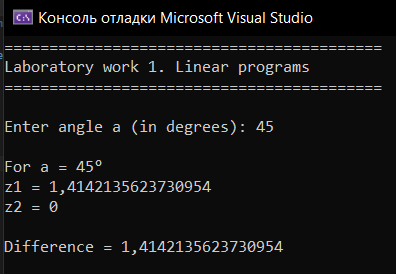 Консоль отладки Microsoft Visual Studio
==========================================
Laboratory work 1. Linear programs
==========================================
Enter angle a (in degrees): 45
For a = 45°
z1 = 1,4142135623730954
z2 = 0
Difference = 1,4142135623730954